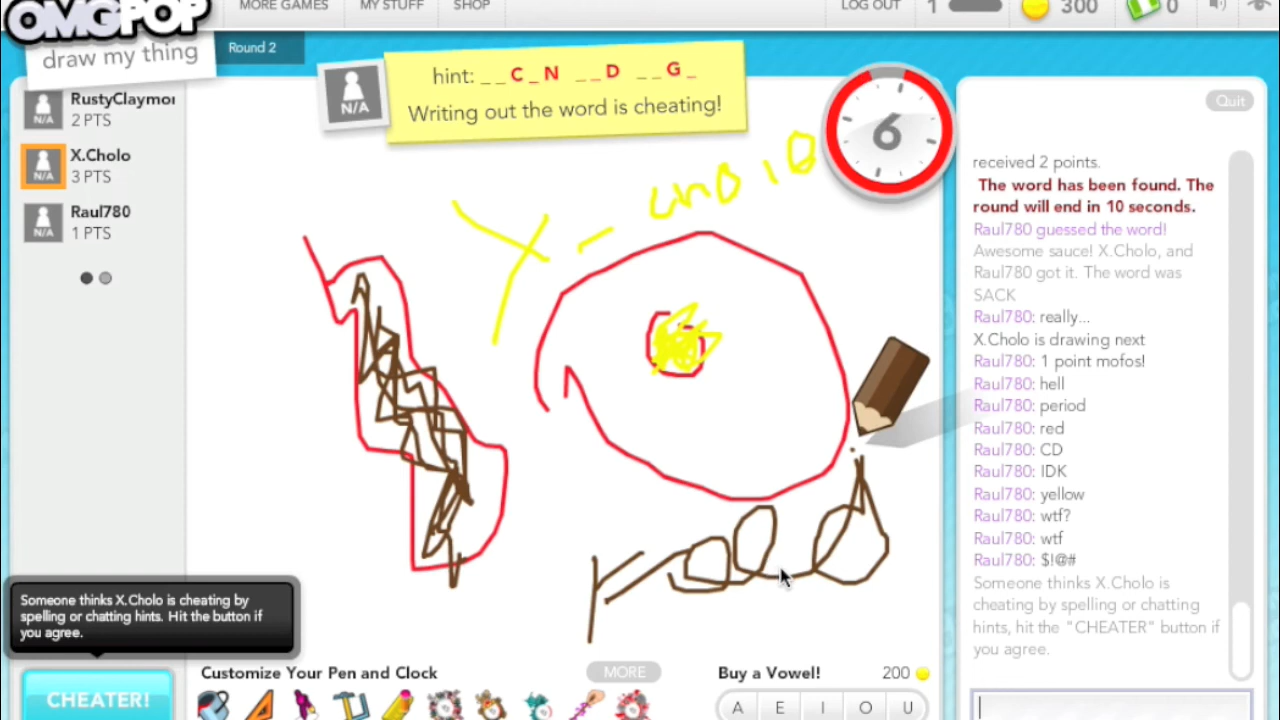 OMGPOP
MORE GAMES
MY STUFF
SHOP
LOG OUT
1
300
0
draw my thing
Round 2
hint: _ _ C _ N _ _ D _ _ G _
Writing out the word is cheating!
N/A
6
Quit
N/A
RustyClaymor
2 PTS
N/A
X.Cholo
3 PTS
N/A
Raul780
1 PTS
X-
received 2 points.
The word has been found. The
round will end in 10 seconds.
Raul780 guessed the word!
Awesome sauce! X.Cholo, and
Raul780 got it. The word was
SACK
Raul780: really...
X.Cholo is drawing next
Raul780: 1 point mofos!
Raul780: hell
Raul780: period
Raul780: red
Raul780: CD
Raul780: IDK
Raul780: yellow
Raul780: wtf?
Raul780: wtf
Raul780: $!@#
Someone thinks X.Cholo is
cheating by spelling or chatting
hints, hit the "CHEATER" button if
you agree.
Someone thinks X.Cholo is cheating by
spelling or chatting hints. Hit the button if
you agree.
CHEATER!
Customize Your Pen and Clock
MORE
Buy a Vowel!
200
A E I O U